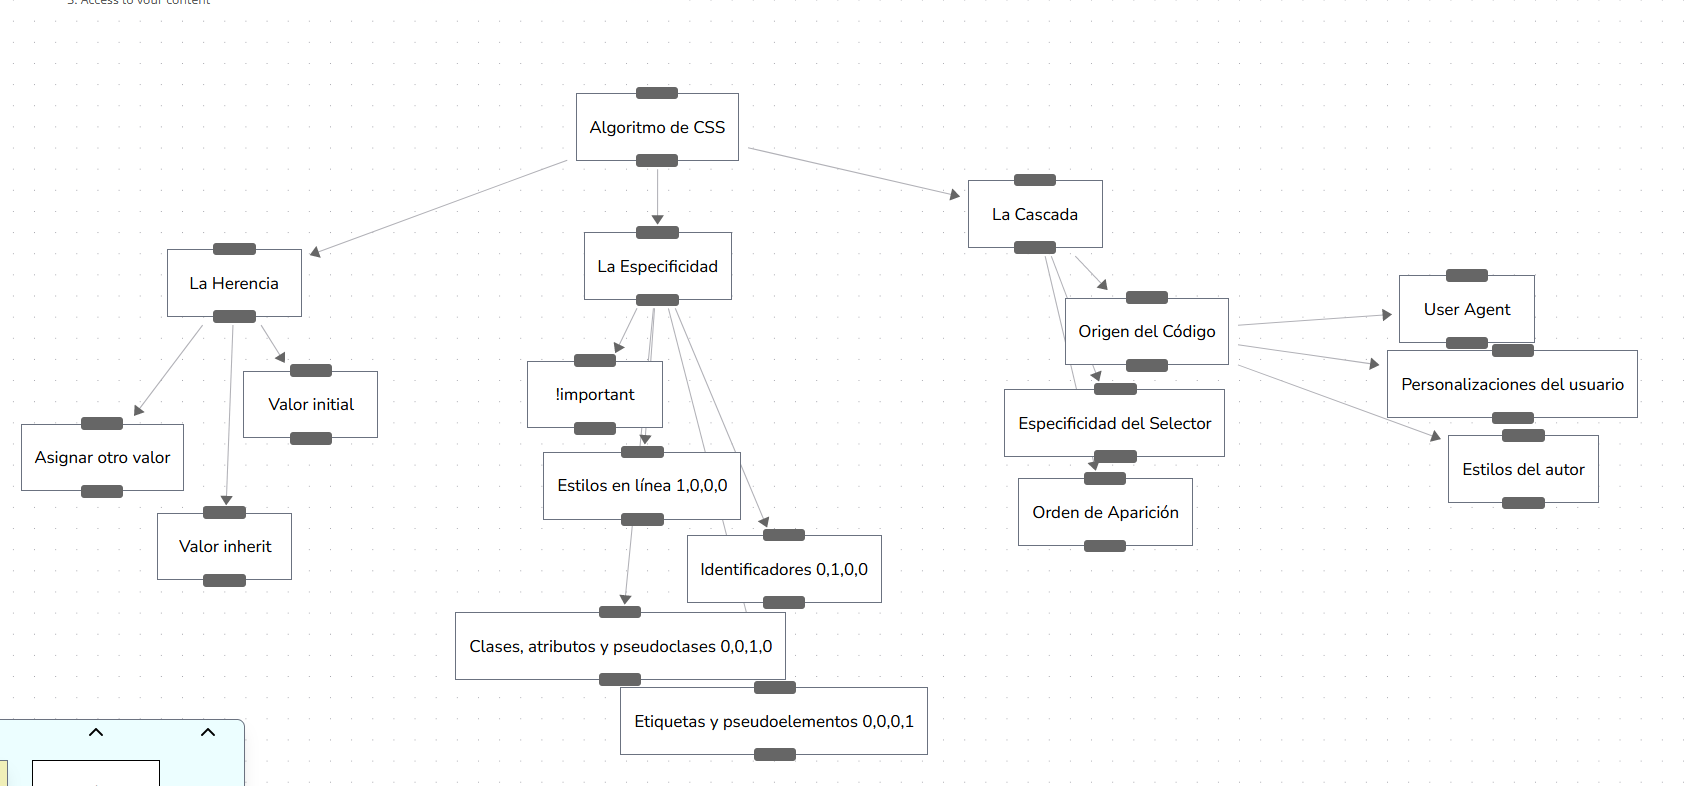 3. Access to your content
Algoritmo de CSS
La Cascada
La Especificidad
La Herencia
User Agent
Origen del Código
Personalizaciones del usuario
!important
Valor initial
Especificidad del Selector
Asignar otro valor
Estilos del autor
Estilos en línea 1,0,0,0
Orden de Aparición
Valor inherit
Identificadores 0,1,0,0
Clases, atributos y pseudoclases 0,0,1,0
Etiquetas y pseudoelementos 0,0,0,1